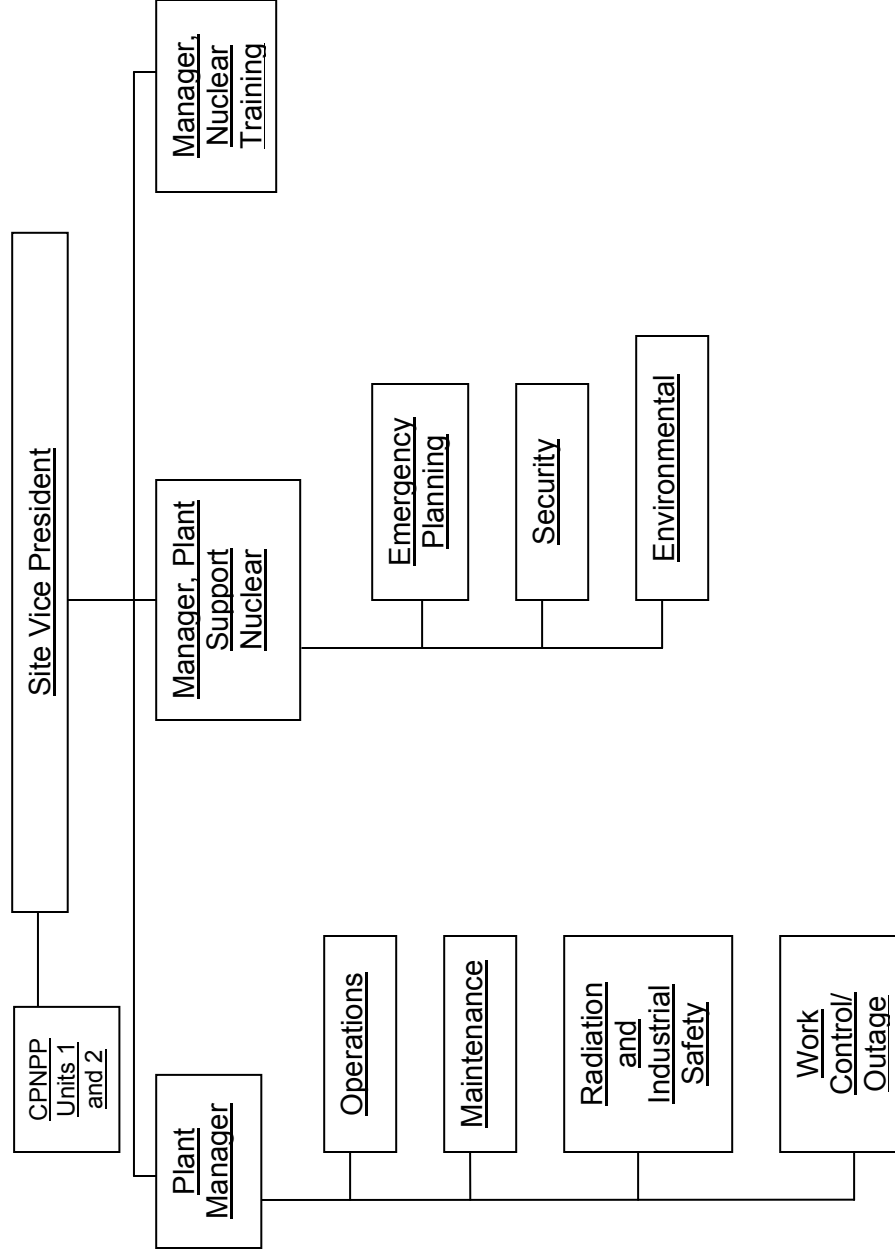 Site Vice President
CPNPP
Units 1
and 2
Plant
Manager
Operations
Maintenance
Radiation
and
Industrial
Safety
Work
Control/
Outage
Manager, Plant
Support
Nuclear
Emergency
Planning
Security
Environmental
Manager,
Nuclear
Training